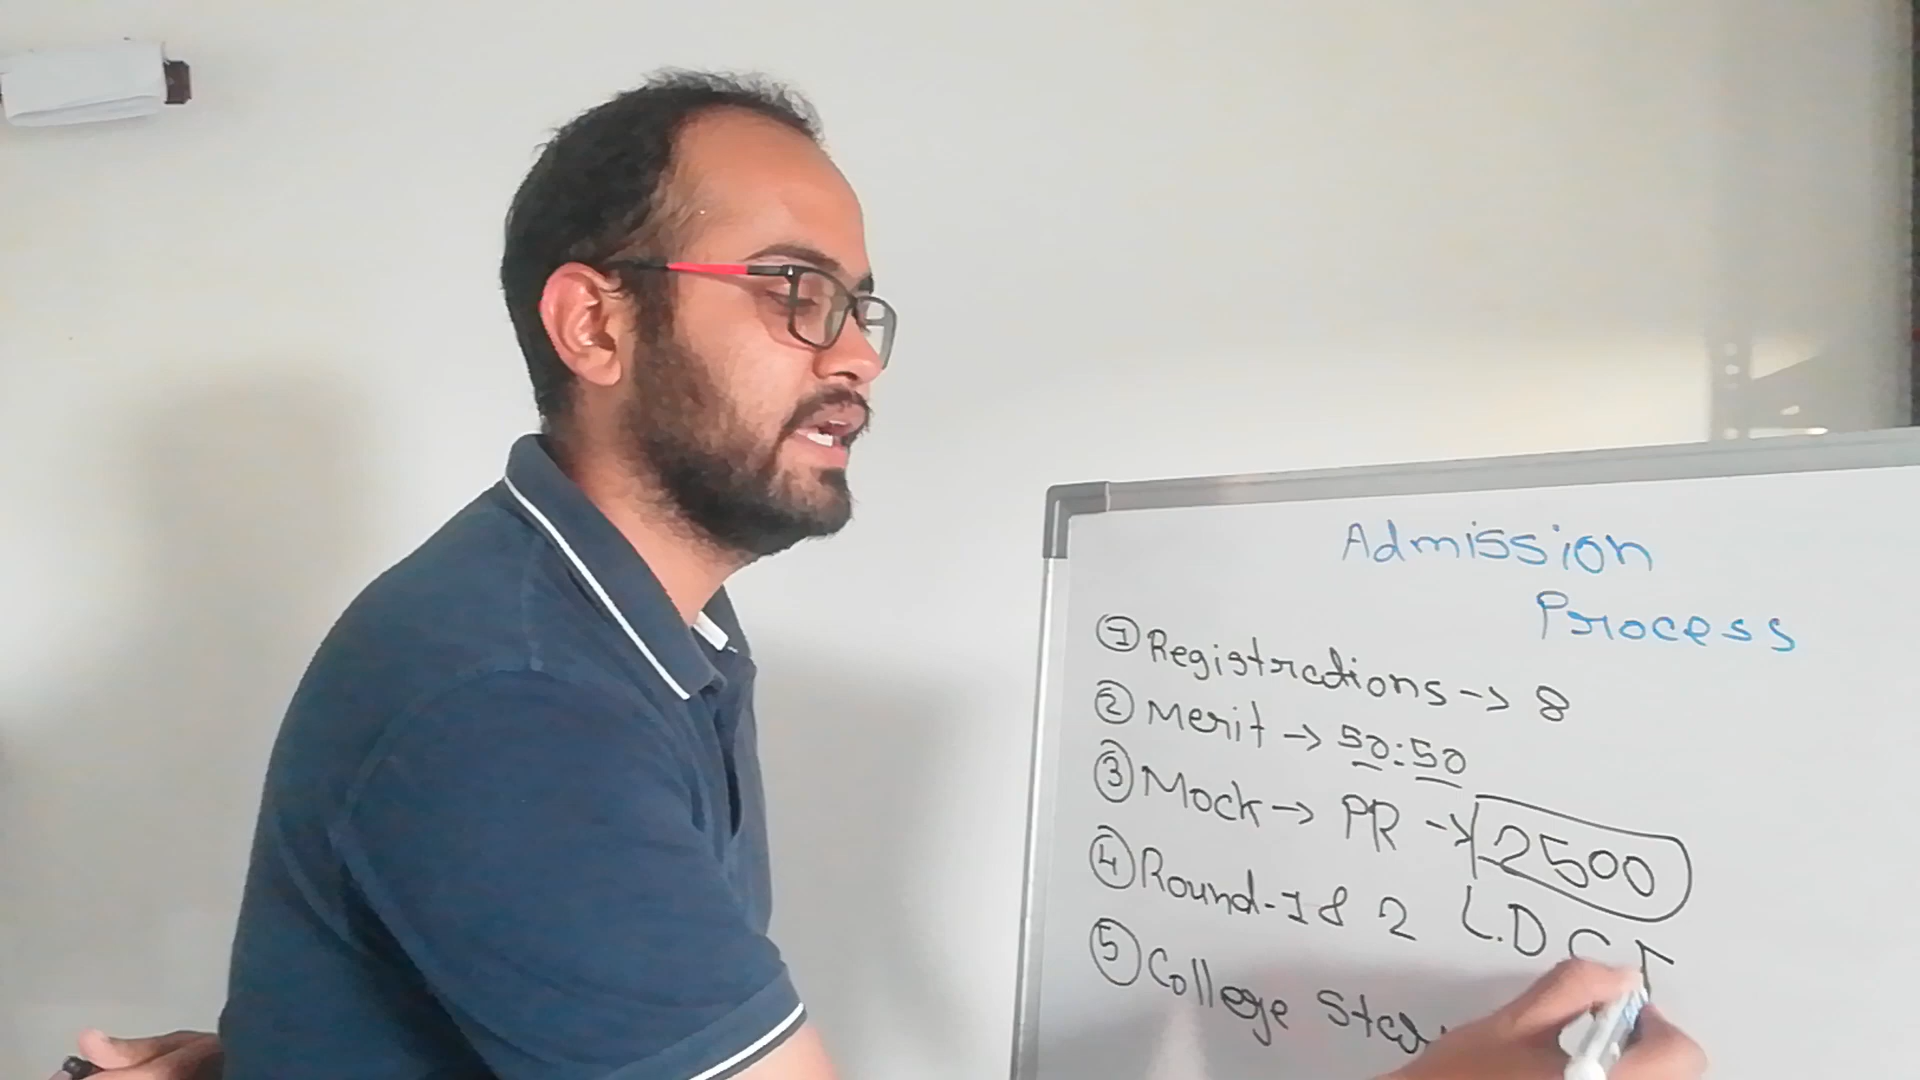 Admission
Process
① Registrations -> 8
② Merit -> 50:50
③ Mock -> PR -> 2500
④ Round-1 & 2 L.D C
⑤ College